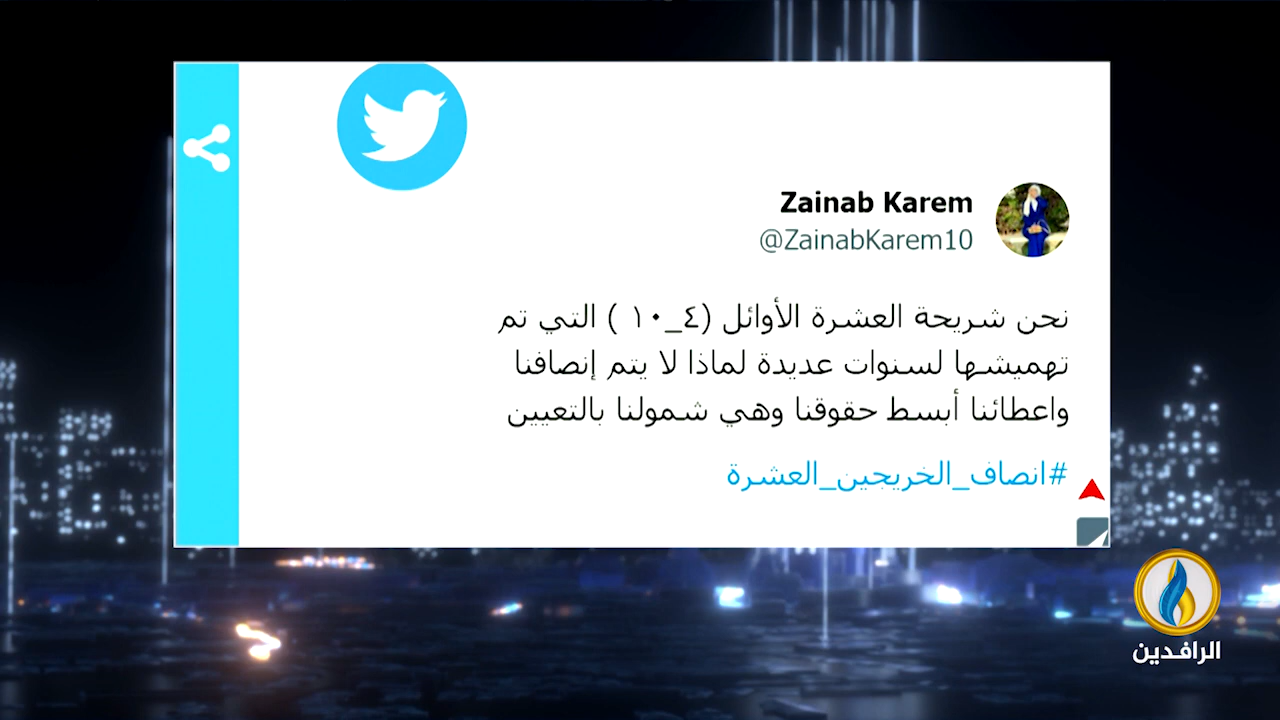 Zainab Karem
@ZainabKarem10
نحن شريحة العشرة الأوائل (٤_١٠ ) التي تم
تهميشها لسنوات عديدة لماذا لا يتم إنصافنا
واعطائنا أبسط حقوقنا وهي شمولنا بالتعيين
#انصاف_الخريجين_العشرة
الرافدين